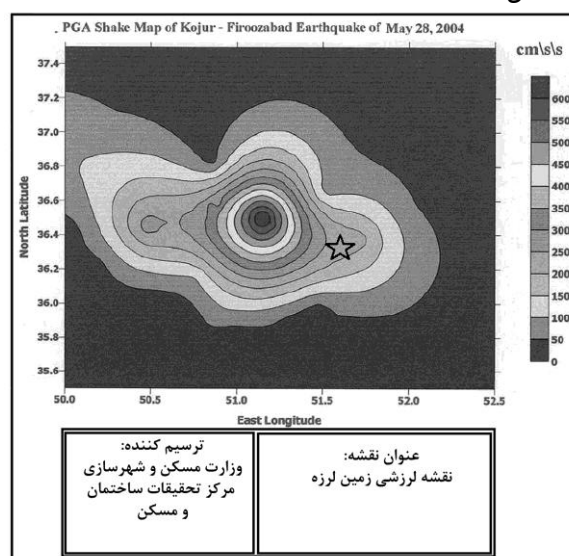 . PGA Shake Map of Kojur - Firoozabad Earthquake of May 28, 2004
cm\s\s
37.4
37.2
37.0
36.8
36.6
36.4
36.2
36.0
35.8
35.6
North Latitude
50.0 50.5 51.0 51.5 52.0 52.5
East Longitude
600
550
500
450
400
350
300
250
200
150
100
50
0
عنوان نقشه:
نقشه لرزشی زمین لرزه
ترسیم کننده:
وزارت مسکن و شهرسازی
مرکز تحقیقات ساختمان
و مسکن